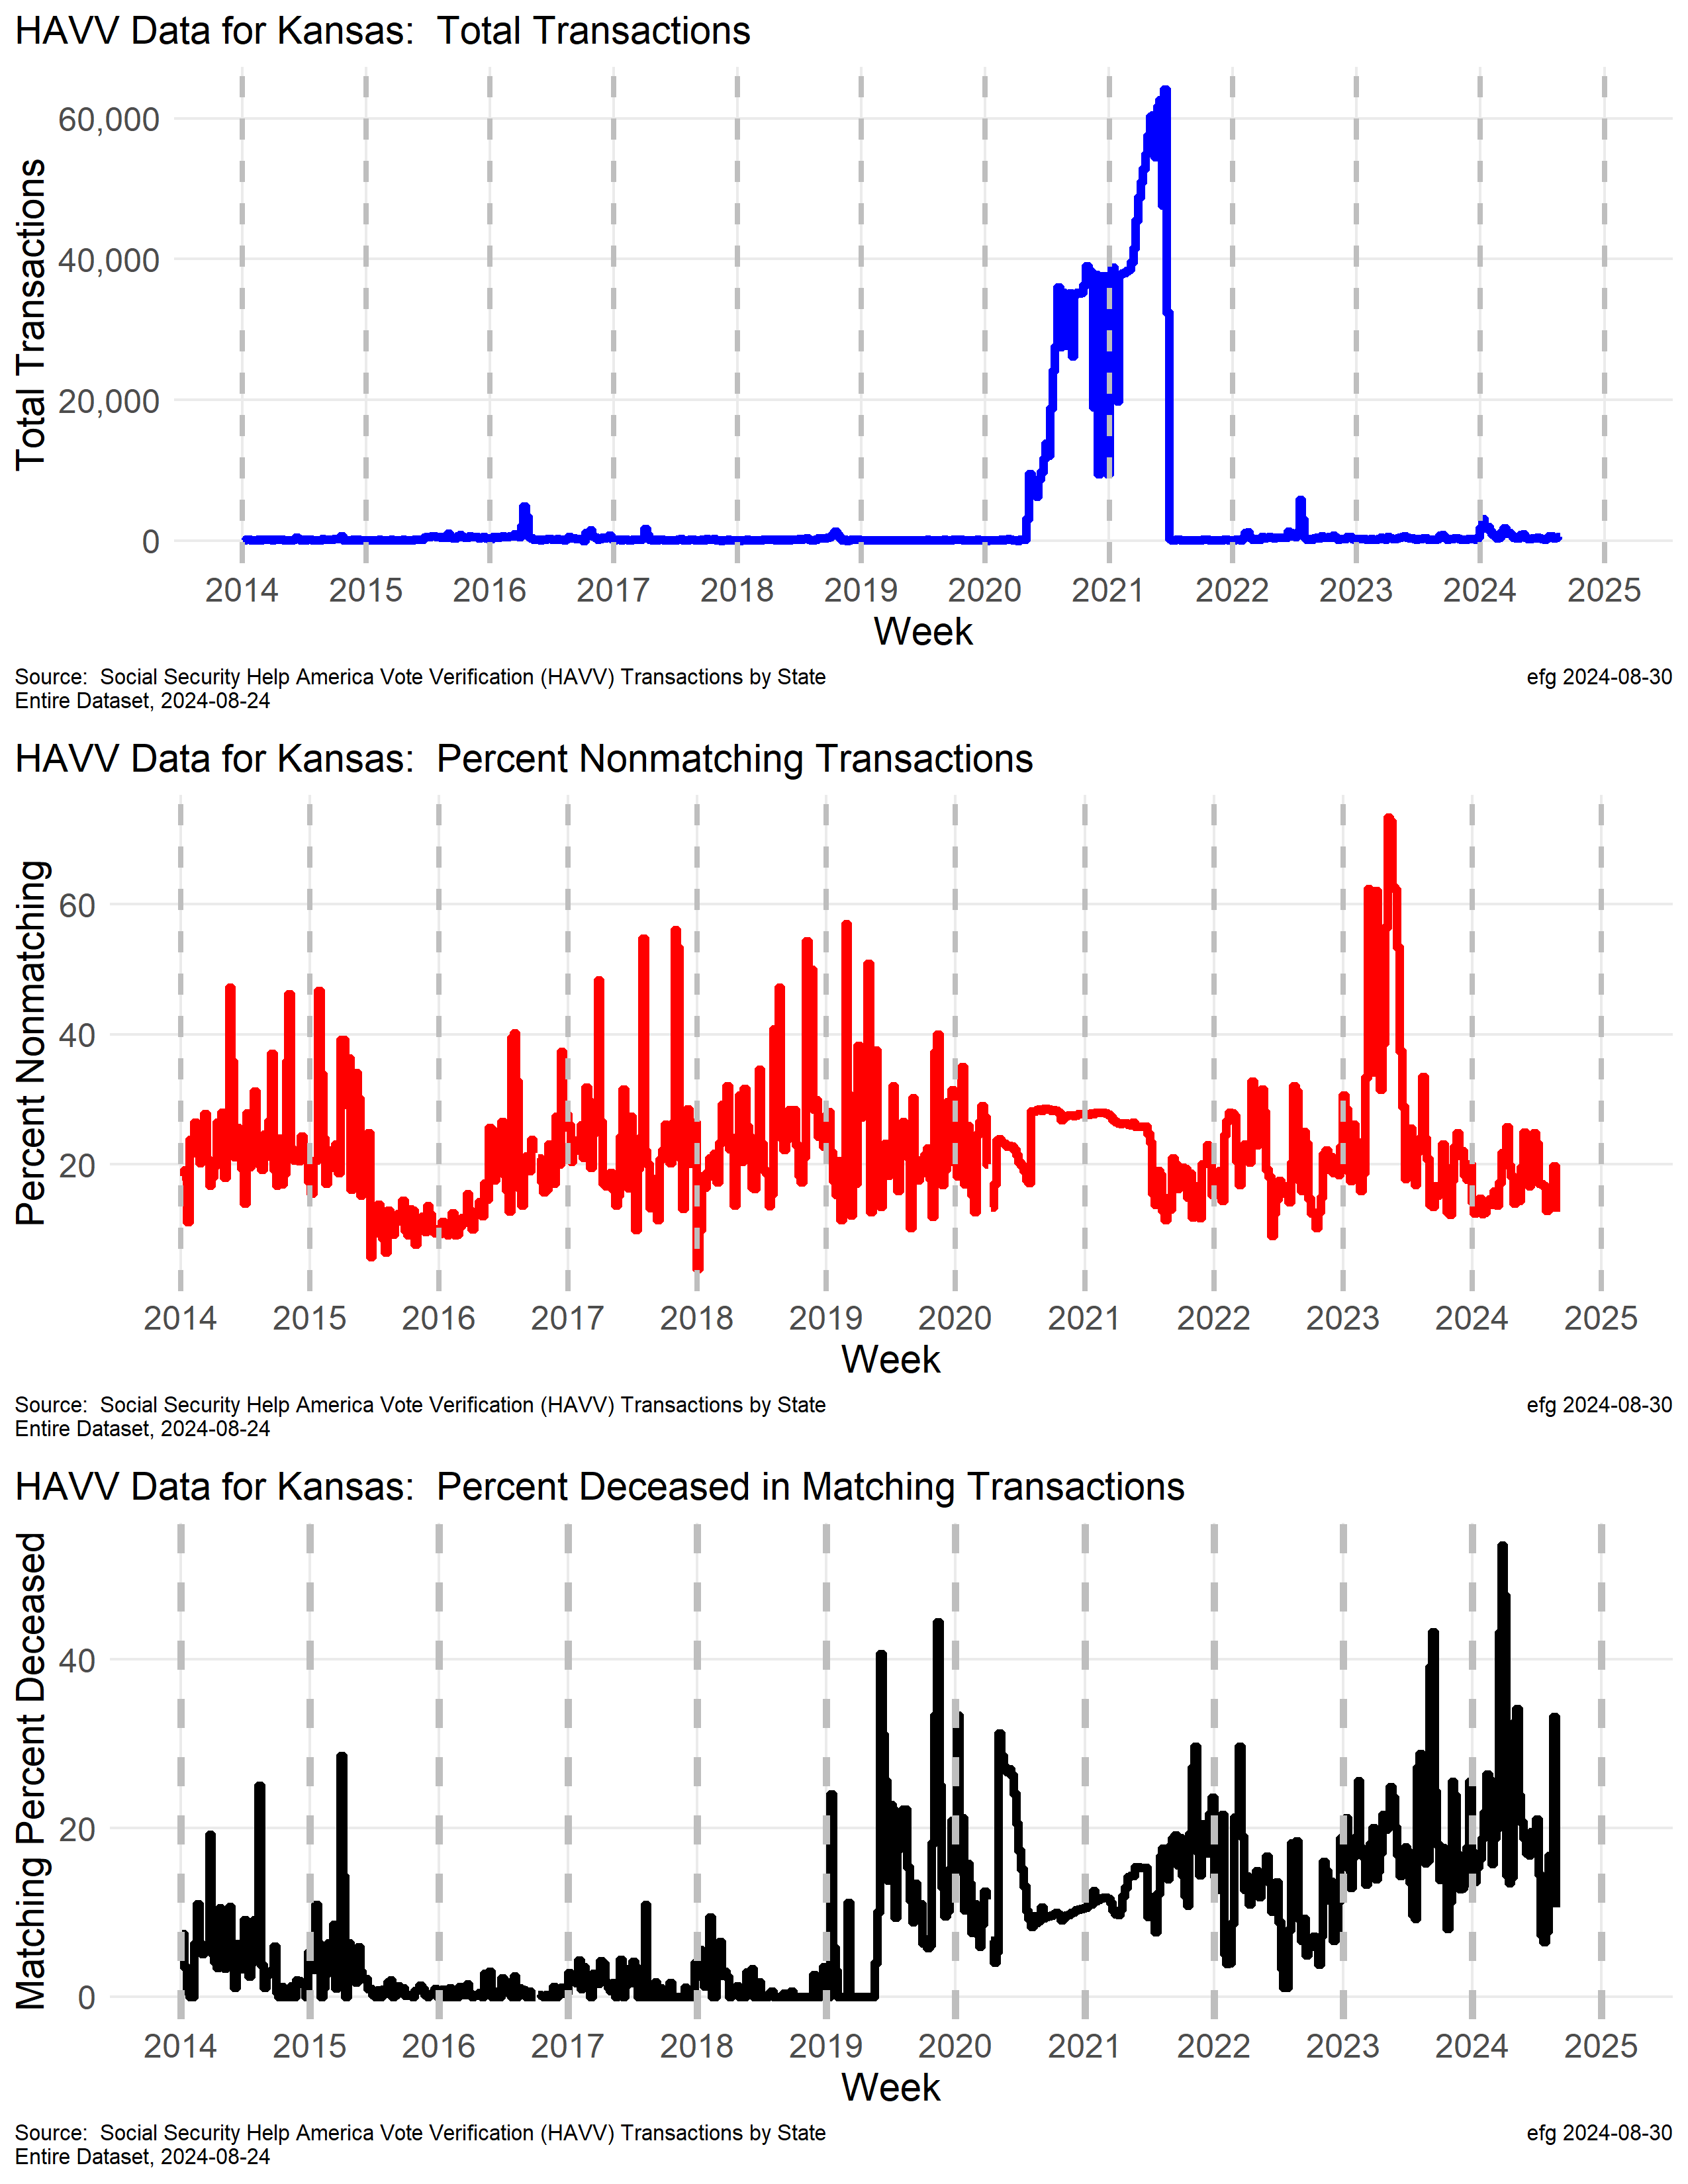 HAVV Data for Kansas:  Total Transactions
Total Transactions
60,000
40,000
20,000
0
2014 2015 2016 2017 2018 2019 2020 2021 2022 2023 2024 2025
Week
Source:  Social Security Help America Vote Verification (HAVV) Transactions by State
Entire Dataset, 2024-08-24
efg 2024-08-30
HAVV Data for Kansas:  Percent Nonmatching Transactions
Percent Nonmatching
60
40
20
2014 2015 2016 2017 2018 2019 2020 2021 2022 2023 2024 2025
Week
Source:  Social Security Help America Vote Verification (HAVV) Transactions by State
Entire Dataset, 2024-08-24
efg 2024-08-30
HAVV Data for Kansas:  Percent Deceased in Matching Transactions
Matching Percent Deceased
40
20
0
2014 2015 2016 2017 2018 2019 2020 2021 2022 2023 2024 2025
Week
Source:  Social Security Help America Vote Verification (HAVV) Transactions by State
Entire Dataset, 2024-08-24
efg 2024-08-30